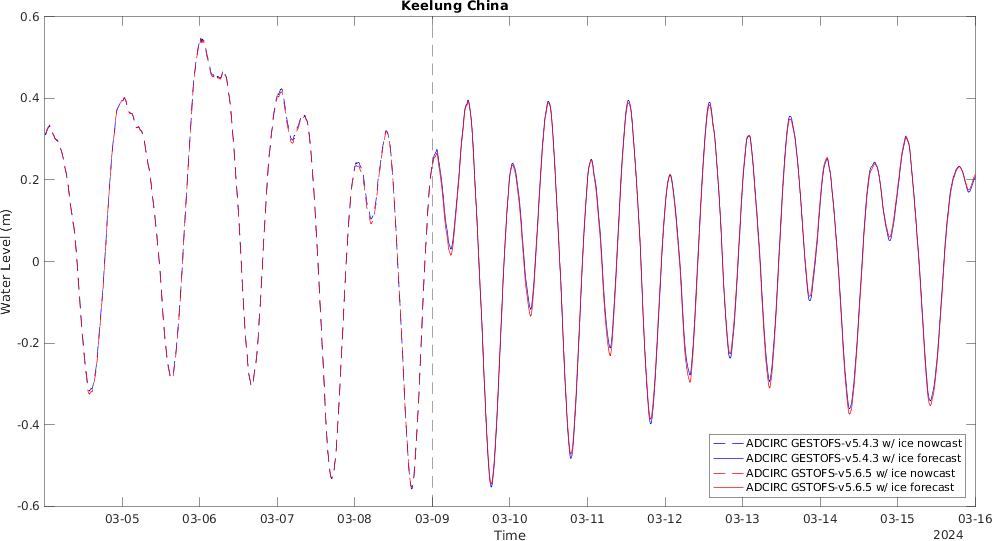 Keelung China
0.6
0.4
0.2
0
-0.2
-0.4
-0.6
Water Level (m)
ADCIRC GESTOFS-v5.4.3 w/ ice nowcast
ADCIRC GESTOFS-v5.4.3 w/ ice forecast
ADCIRC GSTOFS-v5.6.5 w/ ice nowcast
ADCIRC GSTOFS-v5.6.5 w/ ice forecast
03-05 03-06 03-07 03-08 03-09 03-10 03-11 03-12 03-13 03-14 03-15 03-16
Time
2024